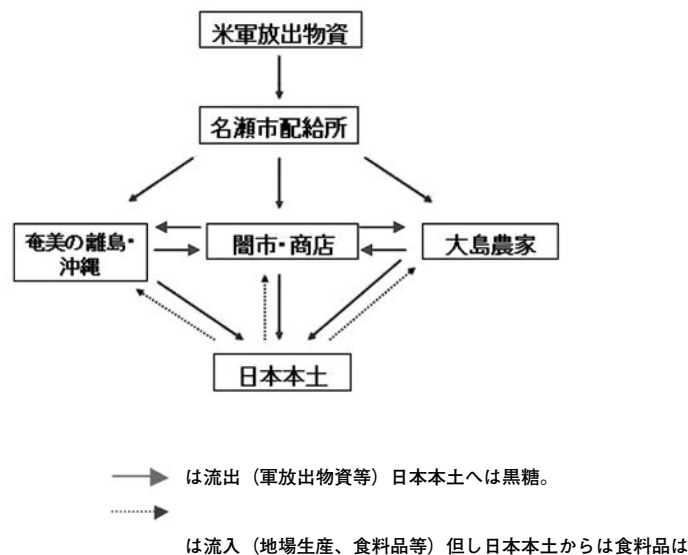 米軍放出物資
名瀬市配給所
奄美の離島・
沖縄
闇市・商店
大島農家
日本本土
は流出（軍放出物資等）日本本土へは黒糖。
は流入（地場生産、食料品等）但し日本本土からは食料品は